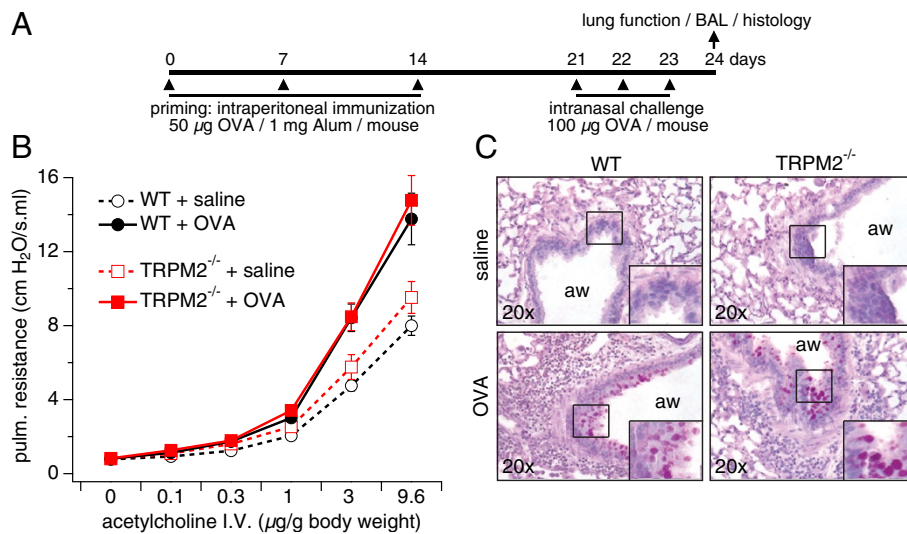 A
lung function / BAL / histology
0 7 14 21 22 23 24 days
priming: intraperitoneal immunization
50 µg OVA / 1 mg Alum / mouse
intranasal challenge
100 µg OVA / mouse
B
pulm. resistance (cm H2O/s.ml)
16
12
8
4
0
WT + saline
WT + OVA
TRPM2-/- + saline
TRPM2-/- + OVA
0 0.1 0.3 1 3 9.6
acetylcholine I.V. (µg/g body weight)
C
WT TRPM2-/-
saline
aw
20x
aw
20x
OVA
aw
20x
aw
20x